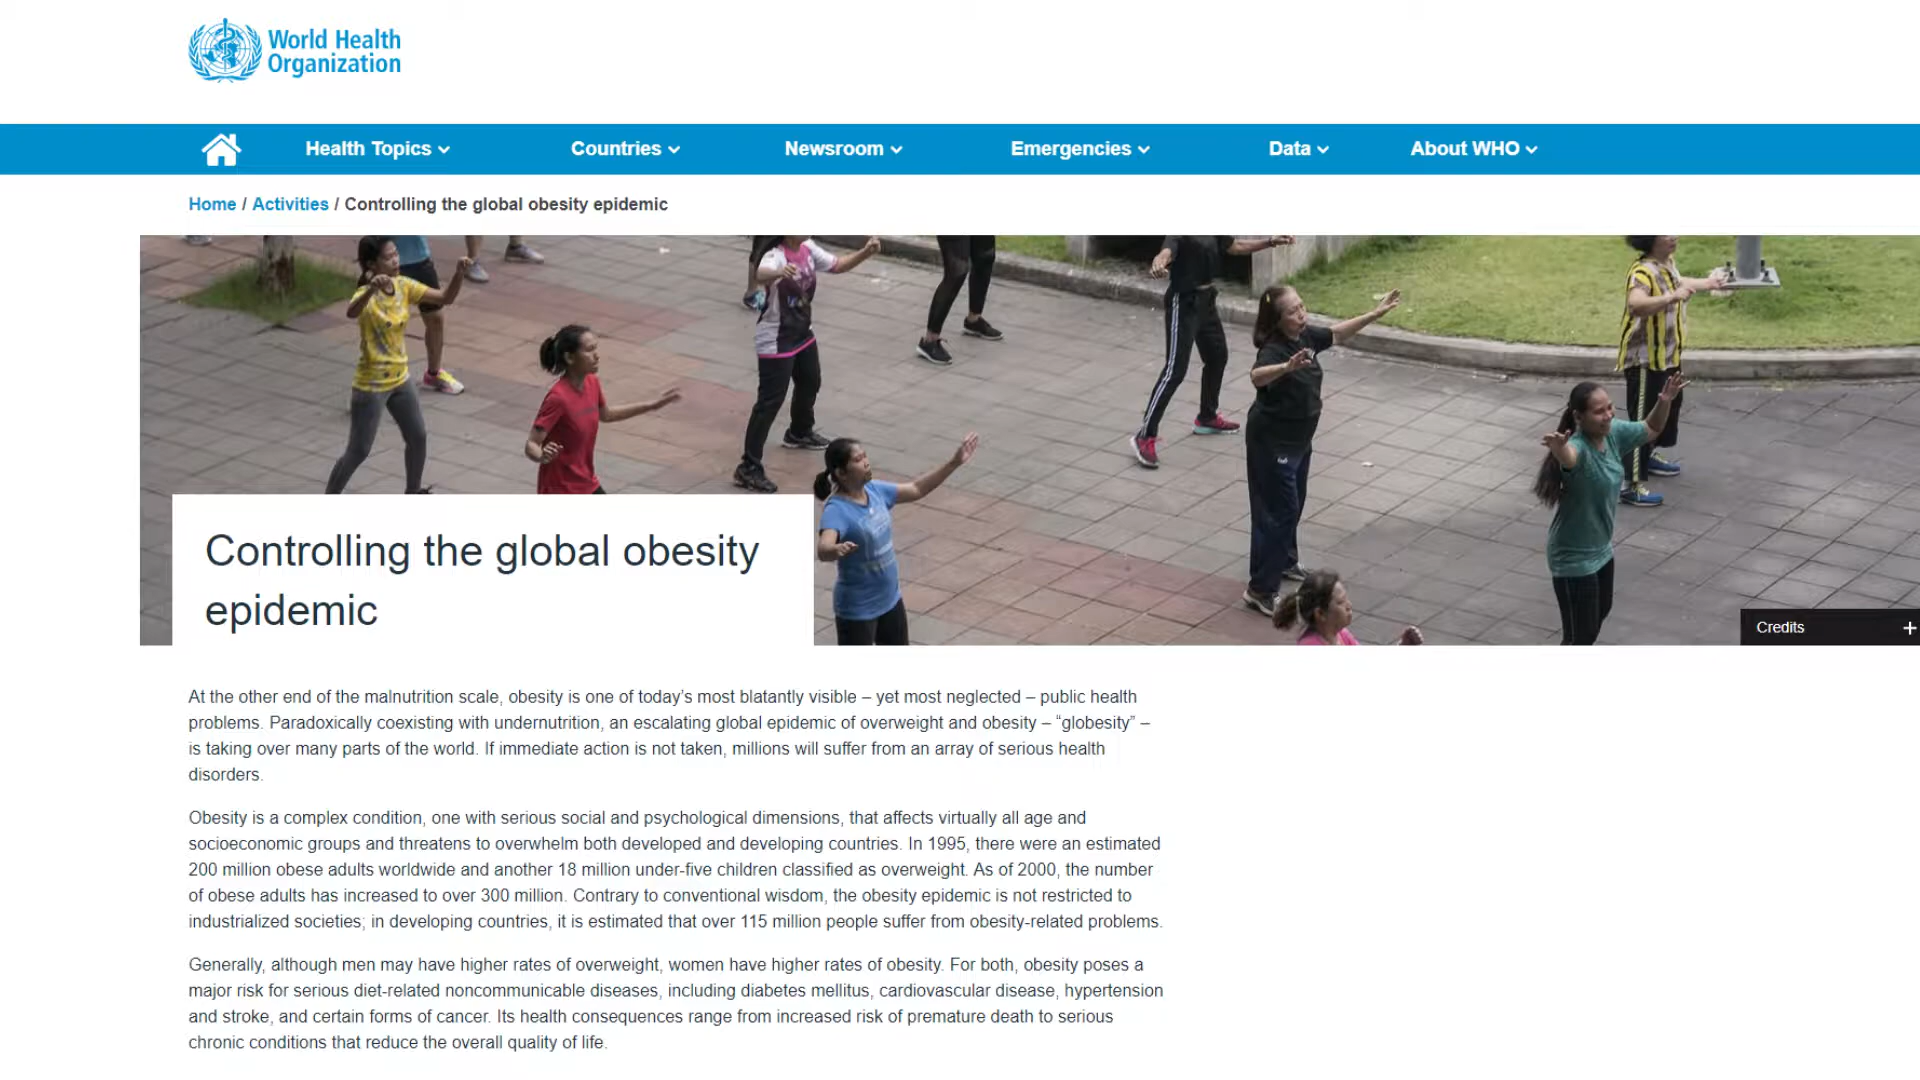 World Health
Organization
Health Topics
Countries
Newsroom
Emergencies
Data
About WHO
Home / Activities / Controlling the global obesity epidemic
Controlling the global obesity
epidemic
Credits +
At the other end of the malnutrition scale, obesity is one of today’s most blatantly visible – yet most neglected – public health
problems. Paradoxically coexisting with undernutrition, an escalating global epidemic of overweight and obesity – “globesity” –
is taking over many parts of the world. If immediate action is not taken, millions will suffer from an array of serious health
disorders.
Obesity is a complex condition, one with serious social and psychological dimensions, that affects virtually all age and
socioeconomic groups and threatens to overwhelm both developed and developing countries. In 1995, there were an estimated
200 million obese adults worldwide and another 18 million under-five children classified as overweight. As of 2000, the number
of obese adults has increased to over 300 million. Contrary to conventional wisdom, the obesity epidemic is not restricted to
industrialized societies; in developing countries, it is estimated that over 115 million people suffer from obesity-related problems.
Generally, although men may have higher rates of overweight, women have higher rates of obesity. For both, obesity poses a
major risk for serious diet-related noncommunicable diseases, including diabetes mellitus, cardiovascular disease, hypertension
and stroke, and certain forms of cancer. Its health consequences range from increased risk of premature death to serious
chronic conditions that reduce the overall quality of life.